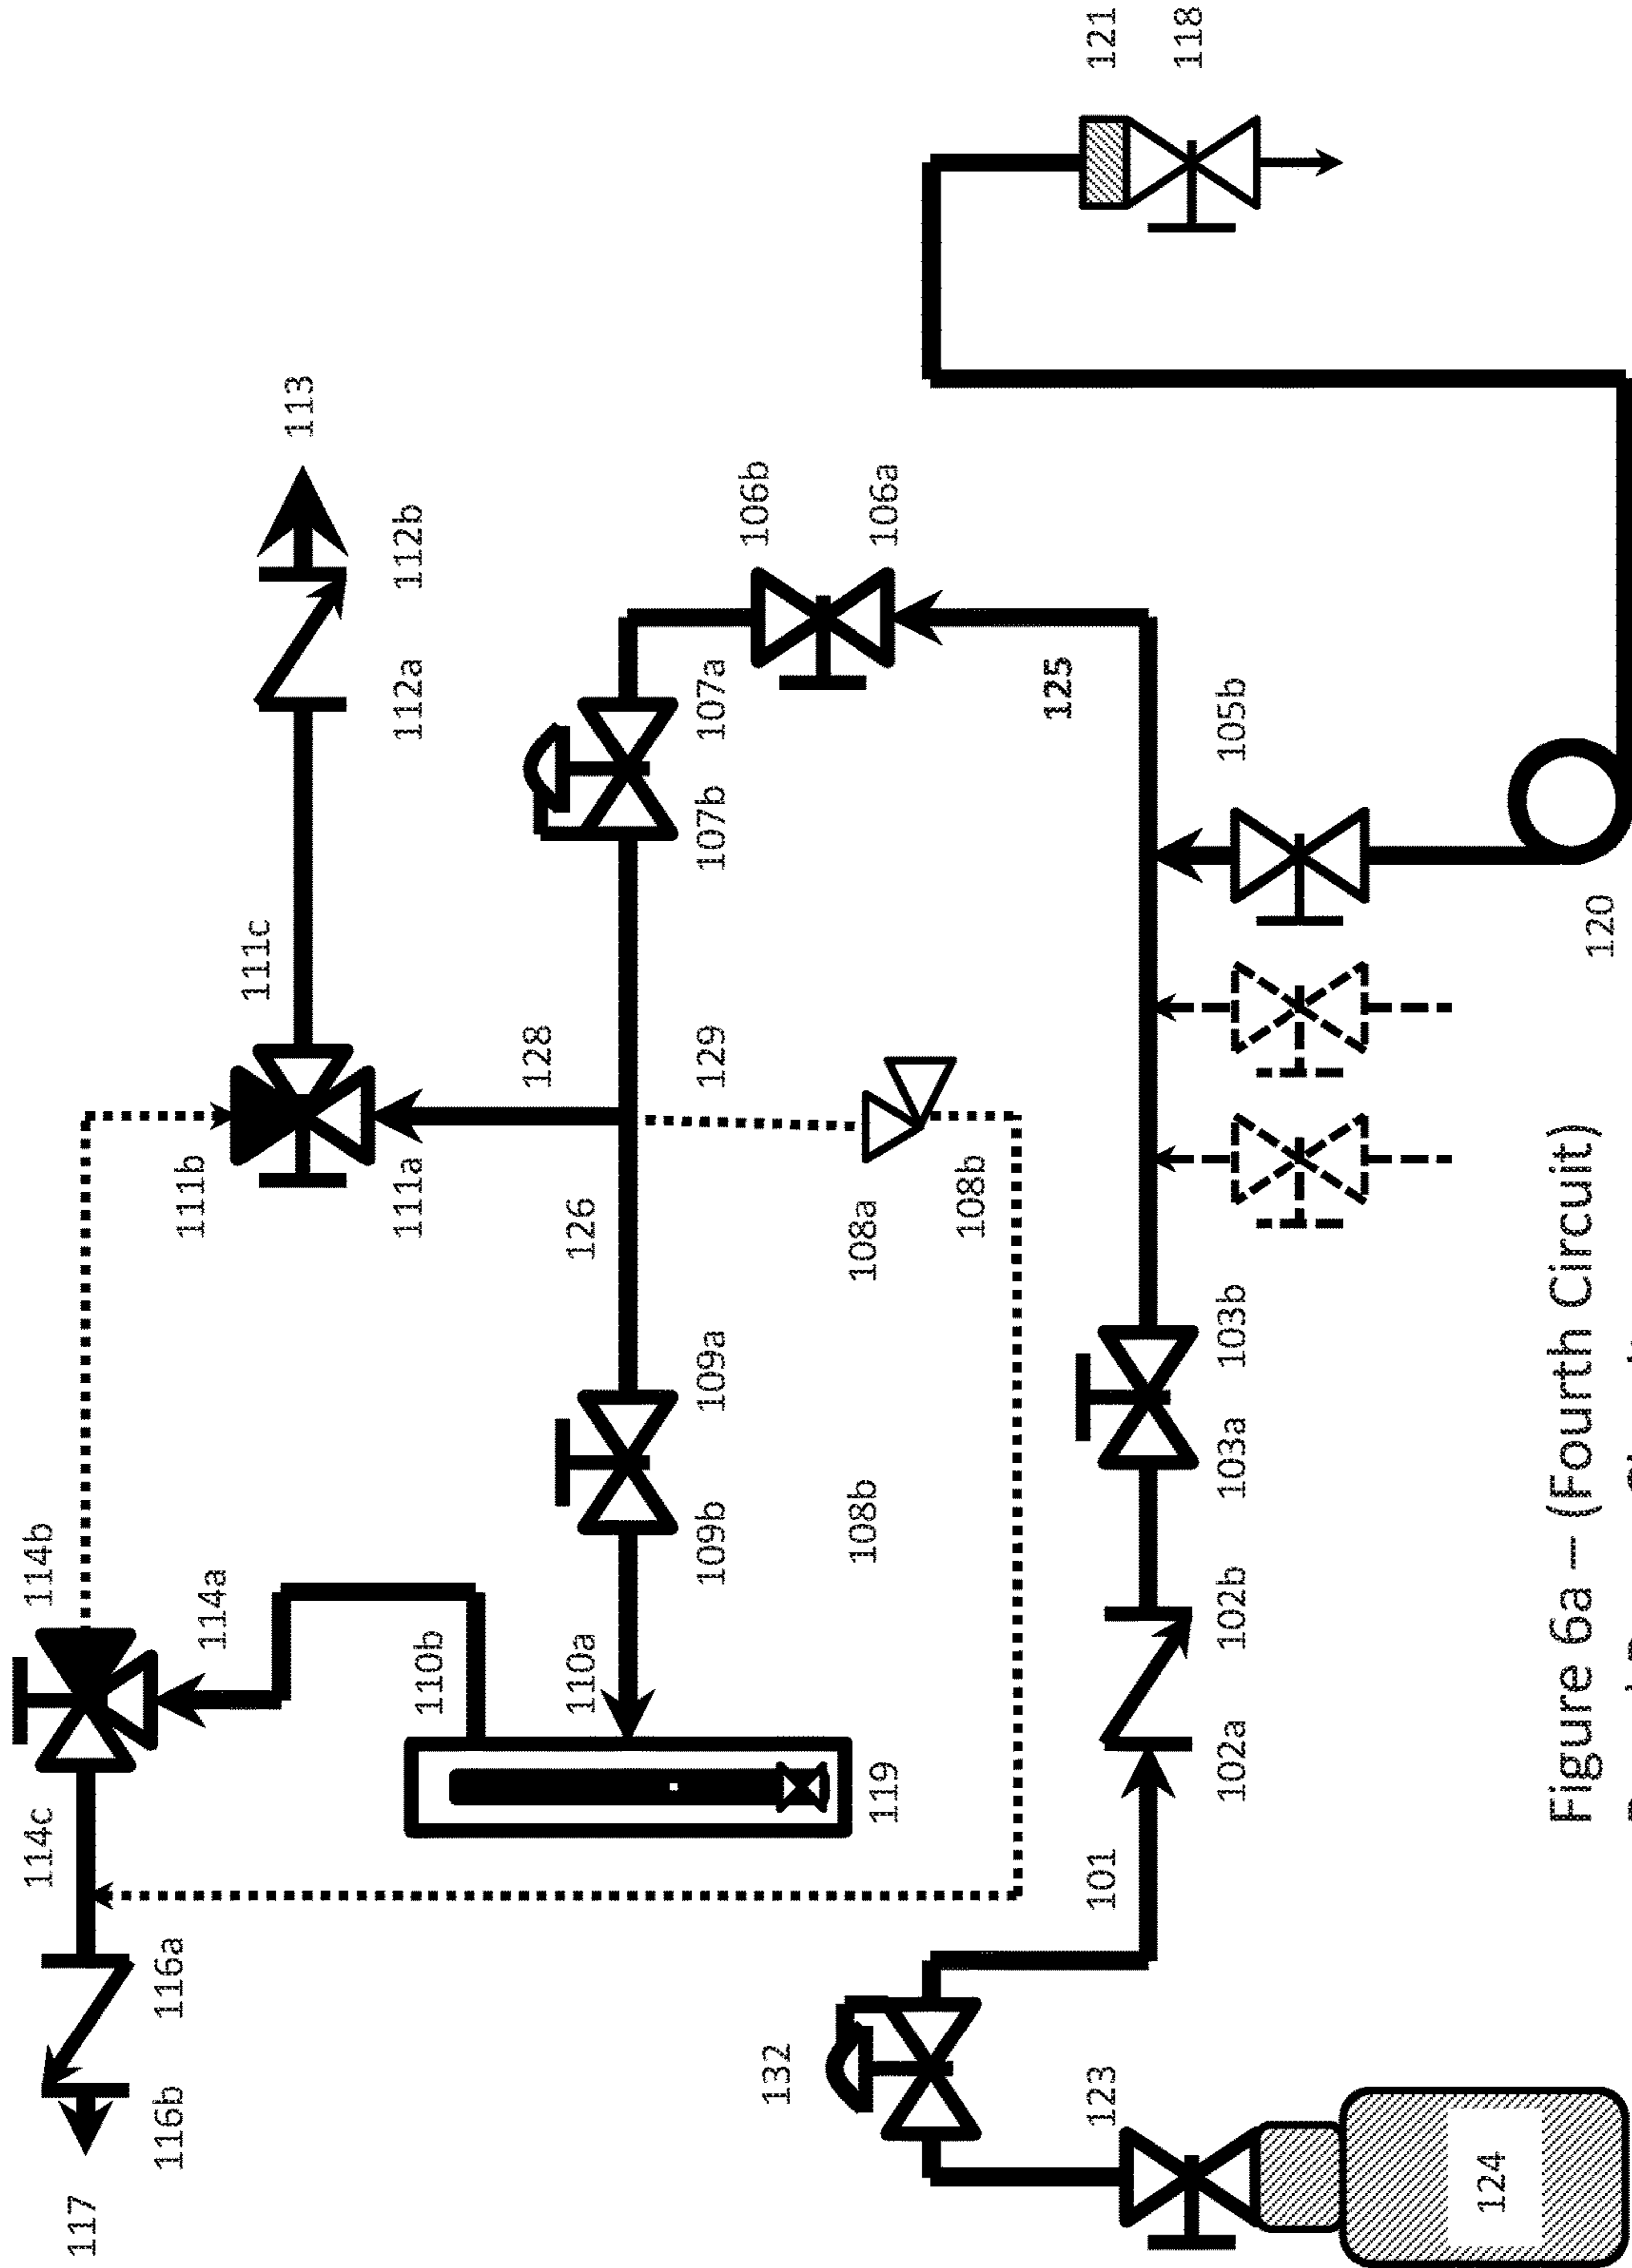 114c 114b
117
116b 116a
111b
114a
111c
113
111a 112a 112b
110b
128
110a 126
109b 109a 129 107b 107a
106b
132
108b 108a
119 106a
108b
125
123 101 121
118
102a 102b 103a 103b 105b
124
120
Figure 6a – (Fourth Circuit)